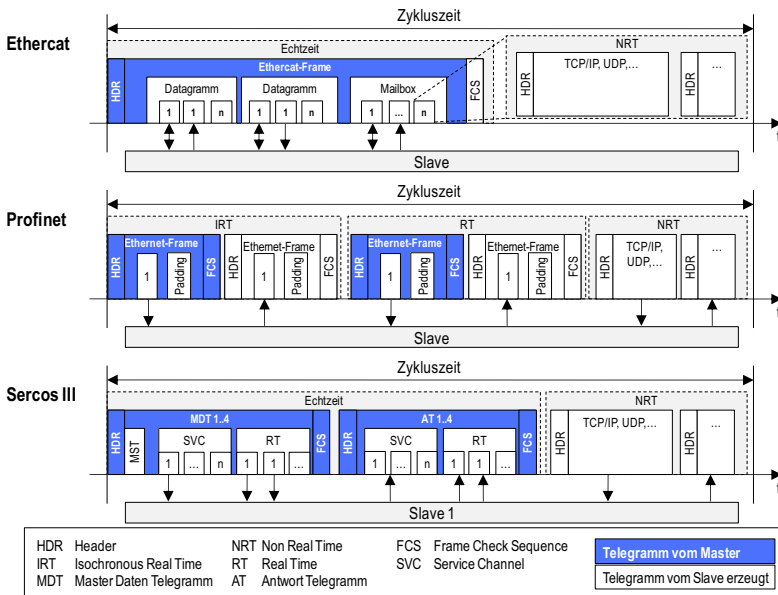 Zykluszeit
Ethercat
Echtzeit
NRT
Ethercat-Frame
HDR
Datagramm
Datagramm
Mailbox
FCS
HDR
TCP/IP, UDP,...
HDR
...
1 1 n
1 1 n
1 ... n
t
Slave
Zykluszeit
Profinet
IRT
RT
NRT
HDR
Ethernet-Frame
1
Padding
FCS
HDR
Ethernet-Frame
1
Padding
FCS
HDR
Ethernet-Frame
1
Padding
FCS
HDR
Ethernet-Frame
1
Padding
FCS
HDR
TCP/IP,
UDP,...
HDR
...
t
Slave
Zykluszeit
Sercos III
Echtzeit
NRT
HDR
MST
MDT 1..4
SVC
RT
1 ... n
1 1 ...
FCS
HDR
AT 1..4
SVC
RT
1 ... n
1 1 ...
FCS
HDR
TCP/IP, UDP,...
HDR
...
t
Slave 1
HDR Header NRT Non Real Time FCS Frame Check Sequence
IRT Isochronous Real Time RT Real Time SVC Service Channel
MDT Master Daten Telegramm AT Antwort Telegramm
Telegramm vom Master
Telegramm vom Slave erzeugt